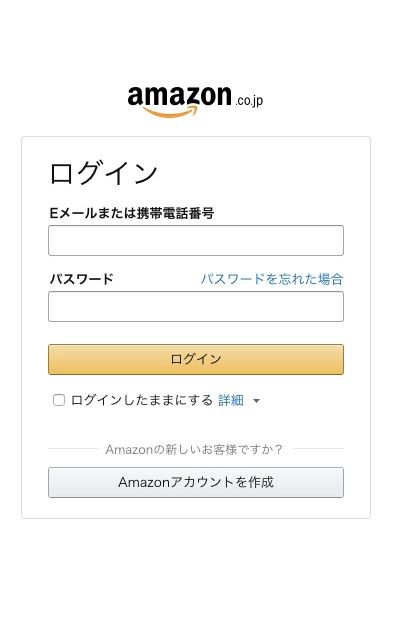 amazon.co.jp
ログイン
Eメールまたは携帯電話番号
パスワード パスワードを忘れた場合
ログイン
ログインしたままにする 詳細
Amazonの新しいお客様ですか？
Amazonアカウントを作成